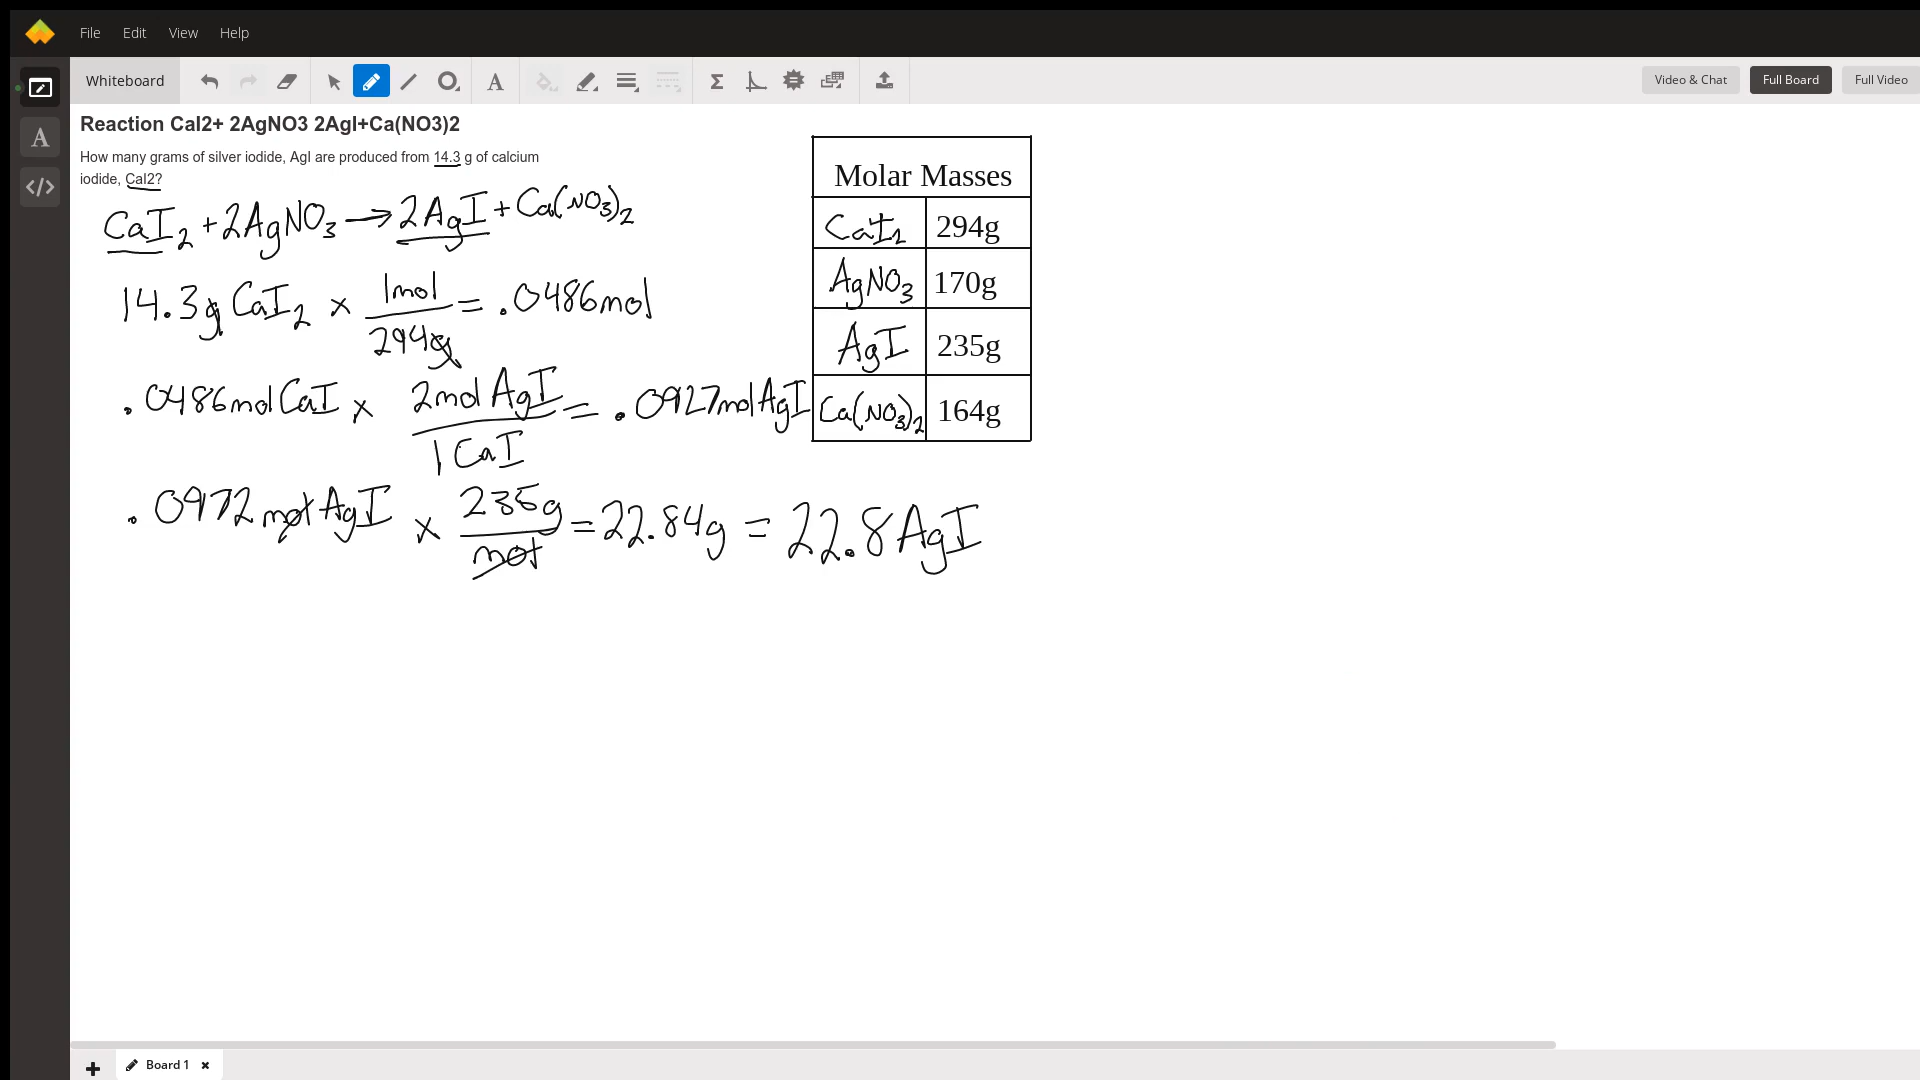 File Edit View Help
Whiteboard
A
Σ
Video & Chat
Full Board
Full Video
A
</>
Reaction CaI2+ 2AgNO3 2AgI+Ca(NO3)2
How many grams of silver iodide, AgI are produced from 14.3 g of calcium
iodide, CaI2?
CaI₂ + 2AgNO₃ → 2AgI + Ca(NO₃)₂
14.3g CaI₂ × 1mol / 294g = .0486mol
.0486mol CaI × 2mol AgI / 1 CaI = .0927mol AgI
.0972 mol AgI × 235g / mol = 22.84g = 22.8 AgI
Molar Masses
CaI₂ 294g
AgNO₃ 170g
AgI 235g
Ca(NO₃)₂ 164g
+ Board 1 ×